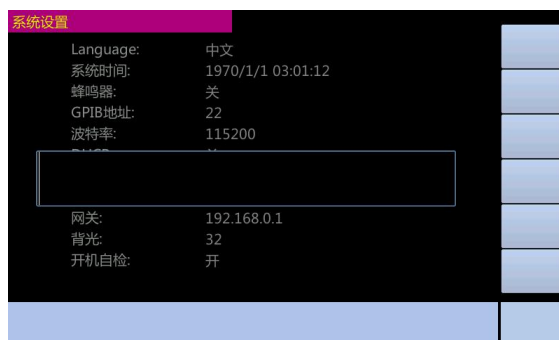 系统设置
Language: 中文
系统时间: 1970/1/1 03:01:12
蜂鸣器: 关
GPIB地址: 22
波特率: 115200
网关: 192.168.0.1
背光: 32
开机自检: 开